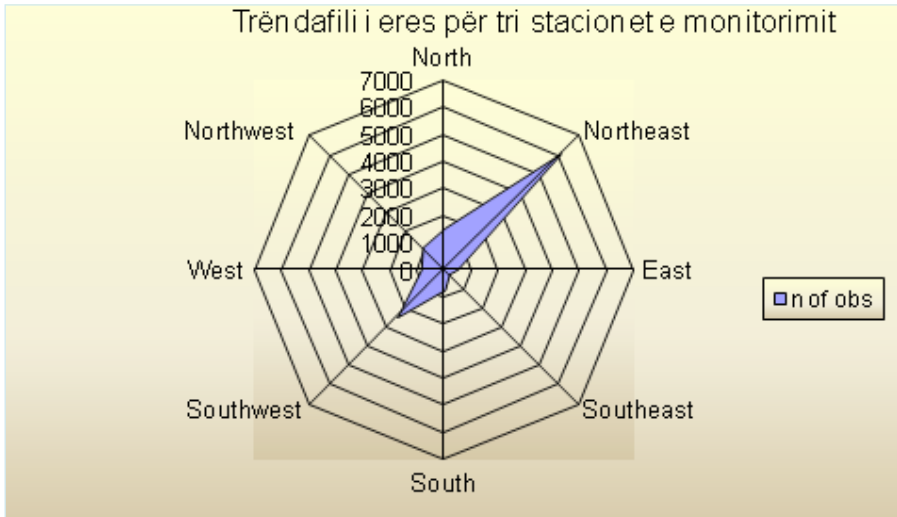 Trëndafili i eres për tri stacionet e monitorimit
North
7000
6000
Northwest
Northeast
5000
4000
3000
2000
1000
West
0
East
n of obs
Southwest
Southeast
South